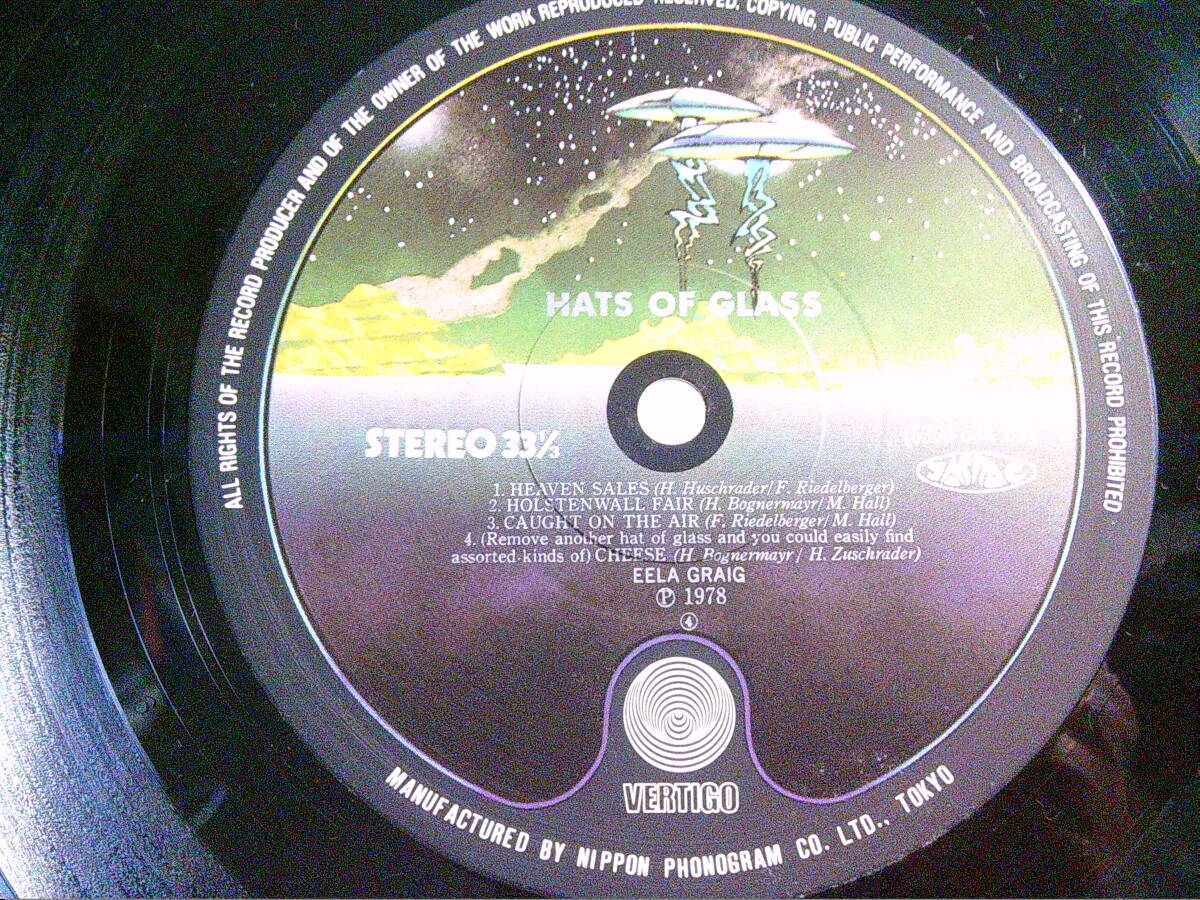 ALL RIGHTS OF THE RECORD PRODUCER AND OF THE OWNER OF THE WORK REPRODUCED RESERVED. COPYING, PUBLIC PERFORMANCE AND BROADCASTING OF THIS RECORD PROHIBITED
HATS OF GLASS
STEREO 33⅓
1. HEAVEN SALES (H. Huschrader/F. Riedelberger)
2. HOLSTENWALL FAIR (H. Bognermayr/M. Hall)
3. CAUGHT ON THE AIR (F. Riedelberger/M. Hall)
4. (Remove another hat of glass and you could easily find
assorted kinds of) CHEESE (H. Bognermayr / H. Zuschrader)
EELA GRAIG
Ⓟ 1978
④
VERTIGO
MANUFACTURED BY NIPPON PHONOGRAM CO. LTD., TOKYO